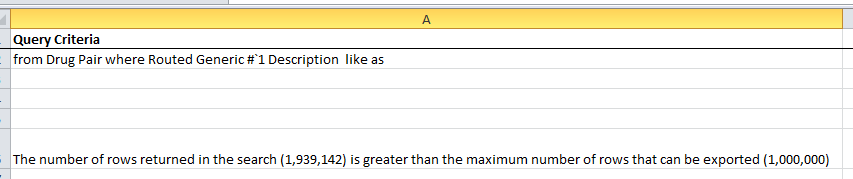 A
Query Criteria
from Drug Pair where Routed Generic #`1 Description  like as
The number of rows returned in the search (1,939,142) is greater than the maximum number of rows that can be exported (1,000,000)